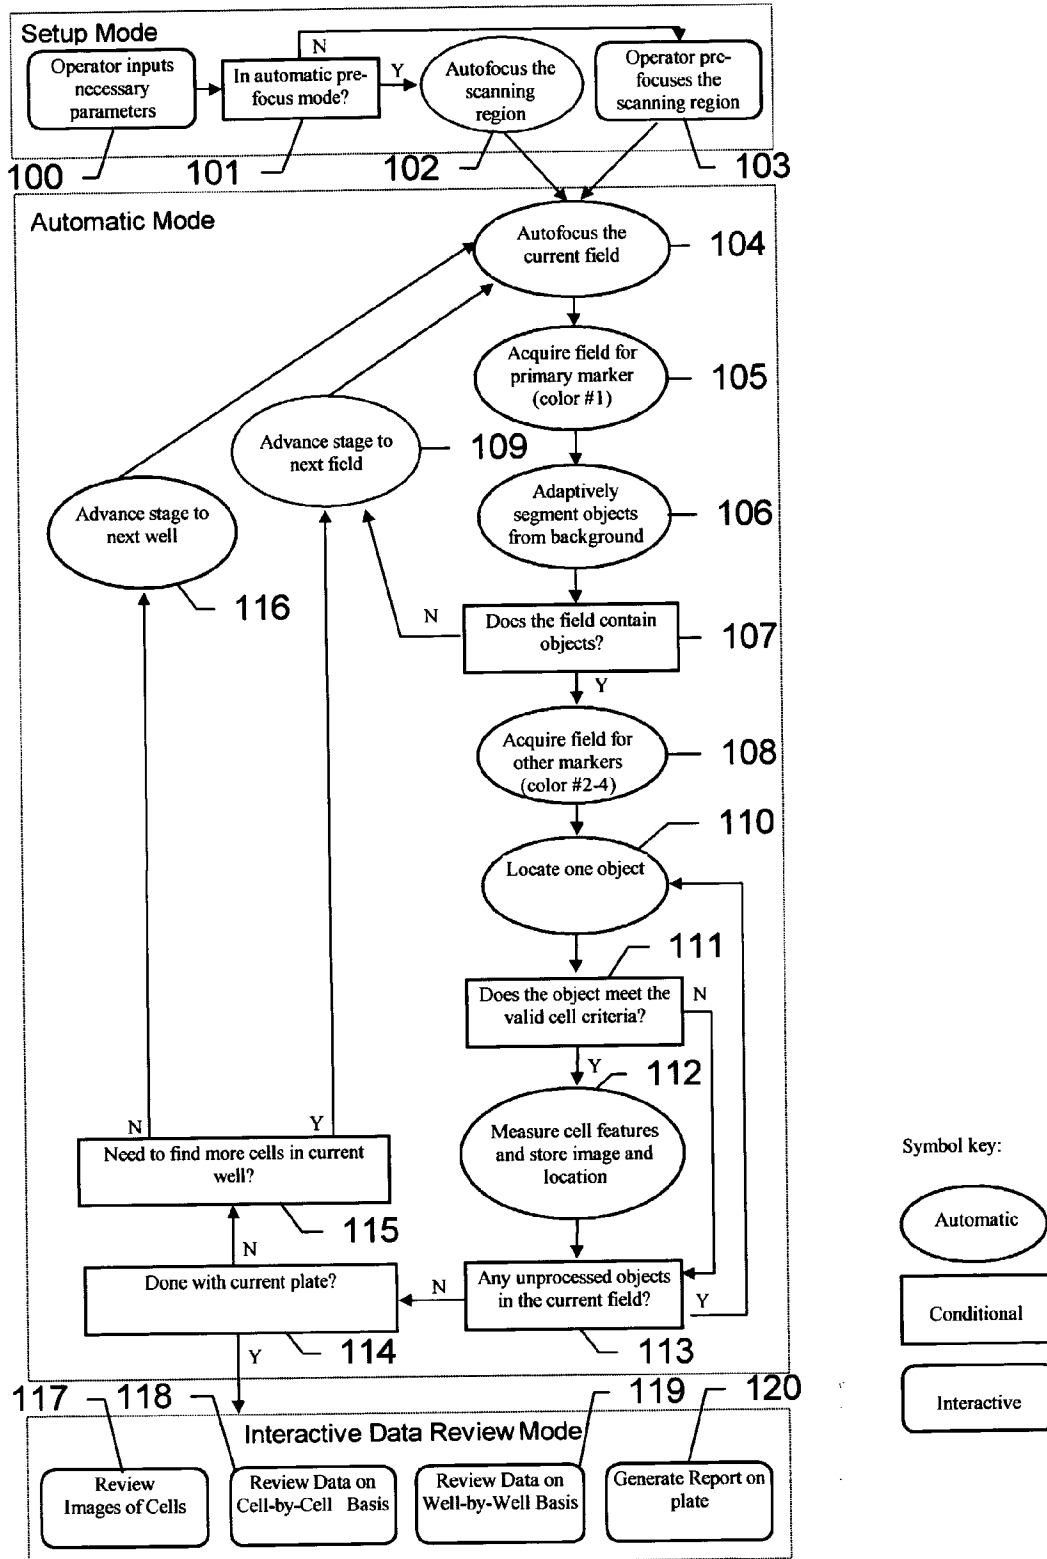 Setup Mode
Operator inputs
necessary
parameters
In automatic pre-
focus mode?
N
Y
Autofocus the
scanning
region
Operator pre-
focuses the
scanning region
100
101
102
103
Automatic Mode
Autofocus the
current field
104
Acquire field for
primary marker
(color #1)
105
Advance stage to
next field
109
Advance stage to
next well
116
Adaptively
segment objects
from background
106
N
Does the field contain
objects?
107
Y
Acquire field for
other markers
(color #2-4)
108
110
Locate one object
111
Does the object meet the
valid cell criteria?
N
Y
112
Measure cell features
and store image and
location
N
Y
Need to find more cells in current
well?
115
N
Done with current plate?
N
Any unprocessed objects
in the current field?
Y
114
113
Y
117
118
119
120
Interactive Data Review Mode
Review
Images of Cells
Review Data on
Cell-by-Cell Basis
Review Data on
Well-by-Well Basis
Generate Report on
plate
Symbol key:
Automatic
Conditional
Interactive